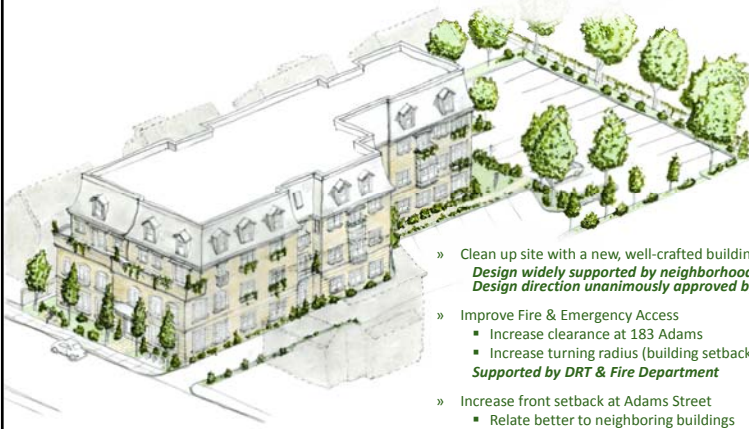 » Clean up site with a new, well-crafted buildin
Design widely supported by neighborhood
Design direction unanimously approved b
» Improve Fire & Emergency Access
▪ Increase clearance at 183 Adams
▪ Increase turning radius (building setback
Supported by DRT & Fire Department
» Increase front setback at Adams Street
▪ Relate better to neighboring buildings